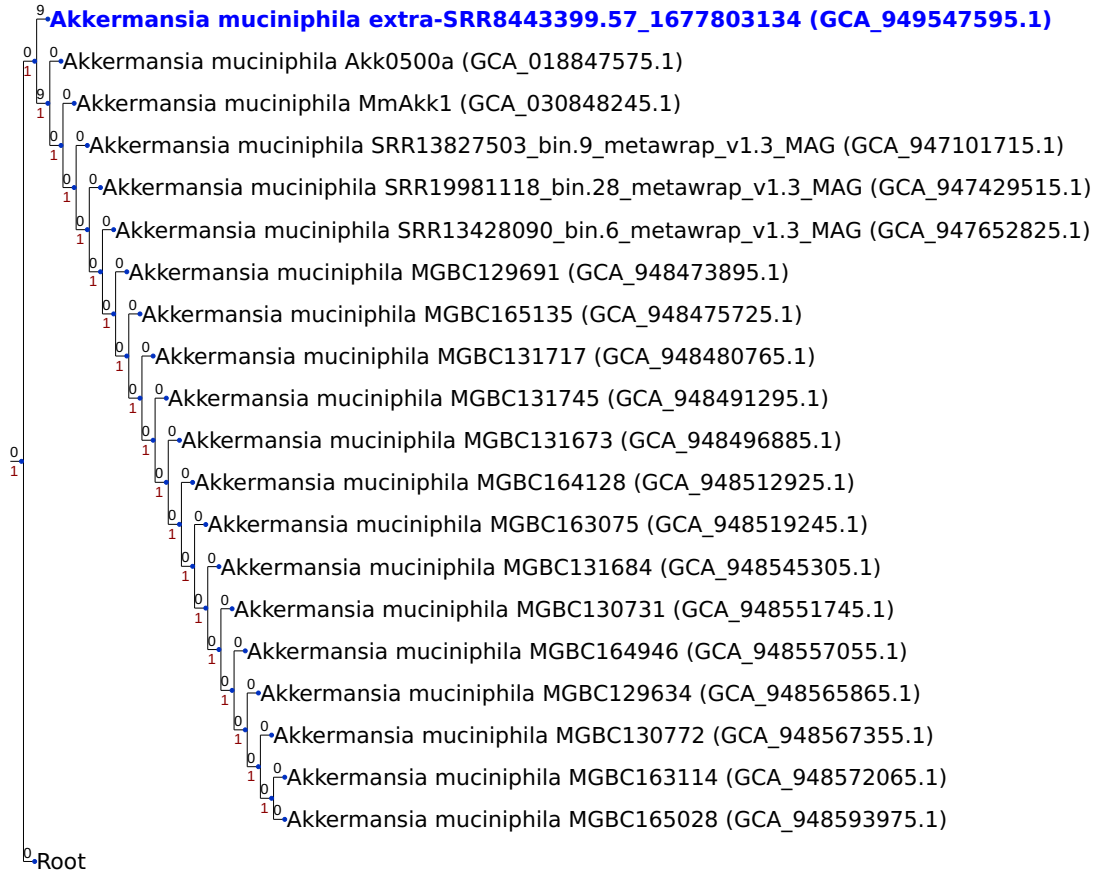 9
Akkermansia muciniphila extra-SRR8443399.57_1677803134 (GCA_949547595.1)
0 0
1
Akkermansia muciniphila Akk0500a (GCA_018847575.1)
9 0
1
Akkermansia muciniphila MmAkk1 (GCA_030848245.1)
0 0
1
Akkermansia muciniphila SRR13827503_bin.9_metawrap_v1.3_MAG (GCA_947101715.1)
0 0
1
Akkermansia muciniphila SRR19981118_bin.28_metawrap_v1.3_MAG (GCA_947429515.1)
0 0
1
Akkermansia muciniphila SRR13428090_bin.6_metawrap_v1.3_MAG (GCA_947652825.1)
0 0
1
Akkermansia muciniphila MGBC129691 (GCA_948473895.1)
0 0
1
Akkermansia muciniphila MGBC165135 (GCA_948475725.1)
0 0
1
Akkermansia muciniphila MGBC131717 (GCA_948480765.1)
0 0
1
Akkermansia muciniphila MGBC131745 (GCA_948491295.1)
0 0
1
Akkermansia muciniphila MGBC131673 (GCA_948496885.1)
0
1
0 0
1
Akkermansia muciniphila MGBC164128 (GCA_948512925.1)
0 0
1
Akkermansia muciniphila MGBC163075 (GCA_948519245.1)
0 0
1
Akkermansia muciniphila MGBC131684 (GCA_948545305.1)
0 0
1
Akkermansia muciniphila MGBC130731 (GCA_948551745.1)
0 0
1
Akkermansia muciniphila MGBC164946 (GCA_948557055.1)
0 0
1
Akkermansia muciniphila MGBC129634 (GCA_948565865.1)
0 0
1
Akkermansia muciniphila MGBC130772 (GCA_948567355.1)
0 0
1
Akkermansia muciniphila MGBC163114 (GCA_948572065.1)
0 0
1
Akkermansia muciniphila MGBC165028 (GCA_948593975.1)
0
Root